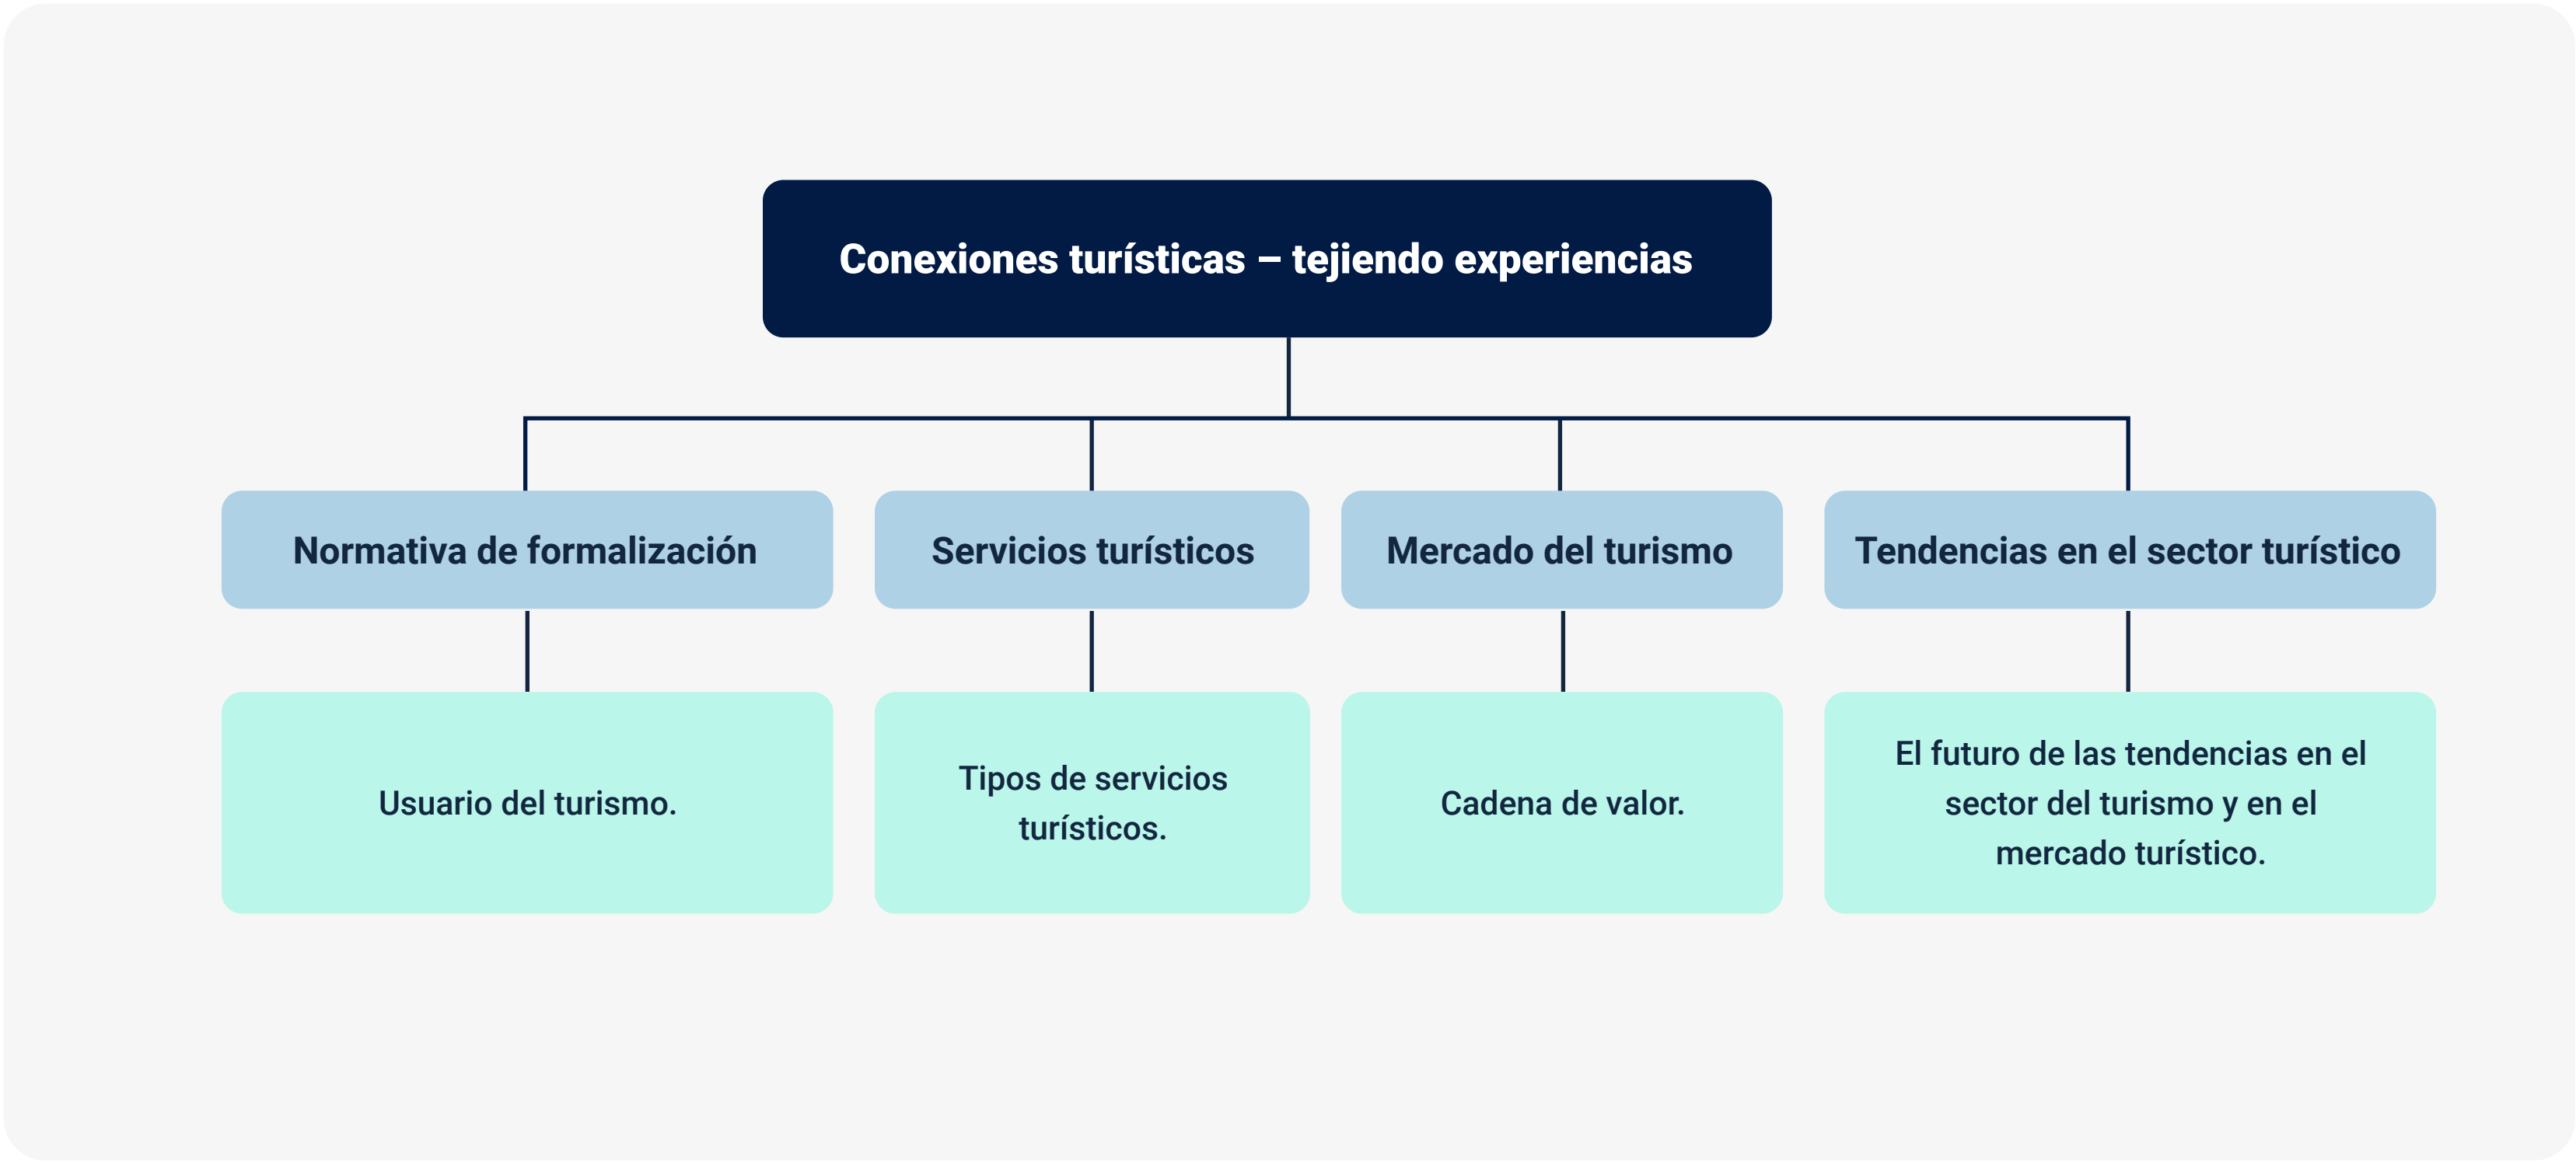 Conexiones turísticas – tejiendo experiencias
Normativa de formalización
Servicios turísticos
Mercado del turismo
Tendencias en el sector turístico
Usuario del turismo.
Tipos de servicios
turísticos.
Cadena de valor.
El futuro de las tendencias en el
sector del turismo y en el
mercado turístico.